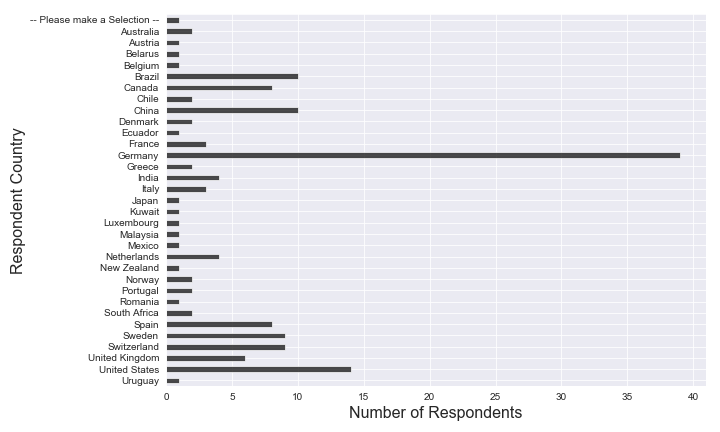 -- Please make a Selection --
Australia
Austria
Belarus
Belgium
Brazil
Canada
Chile
China
Denmark
Ecuador
France
Germany
Greece
India
Italy
Japan
Kuwait
Luxembourg
Malaysia
Mexico
Netherlands
New Zealand
Norway
Portugal
Romania
South Africa
Spain
Sweden
Switzerland
United Kingdom
United States
Uruguay
Respondent Country
0 5 10 15 20 25 30 35 40
Number of Respondents